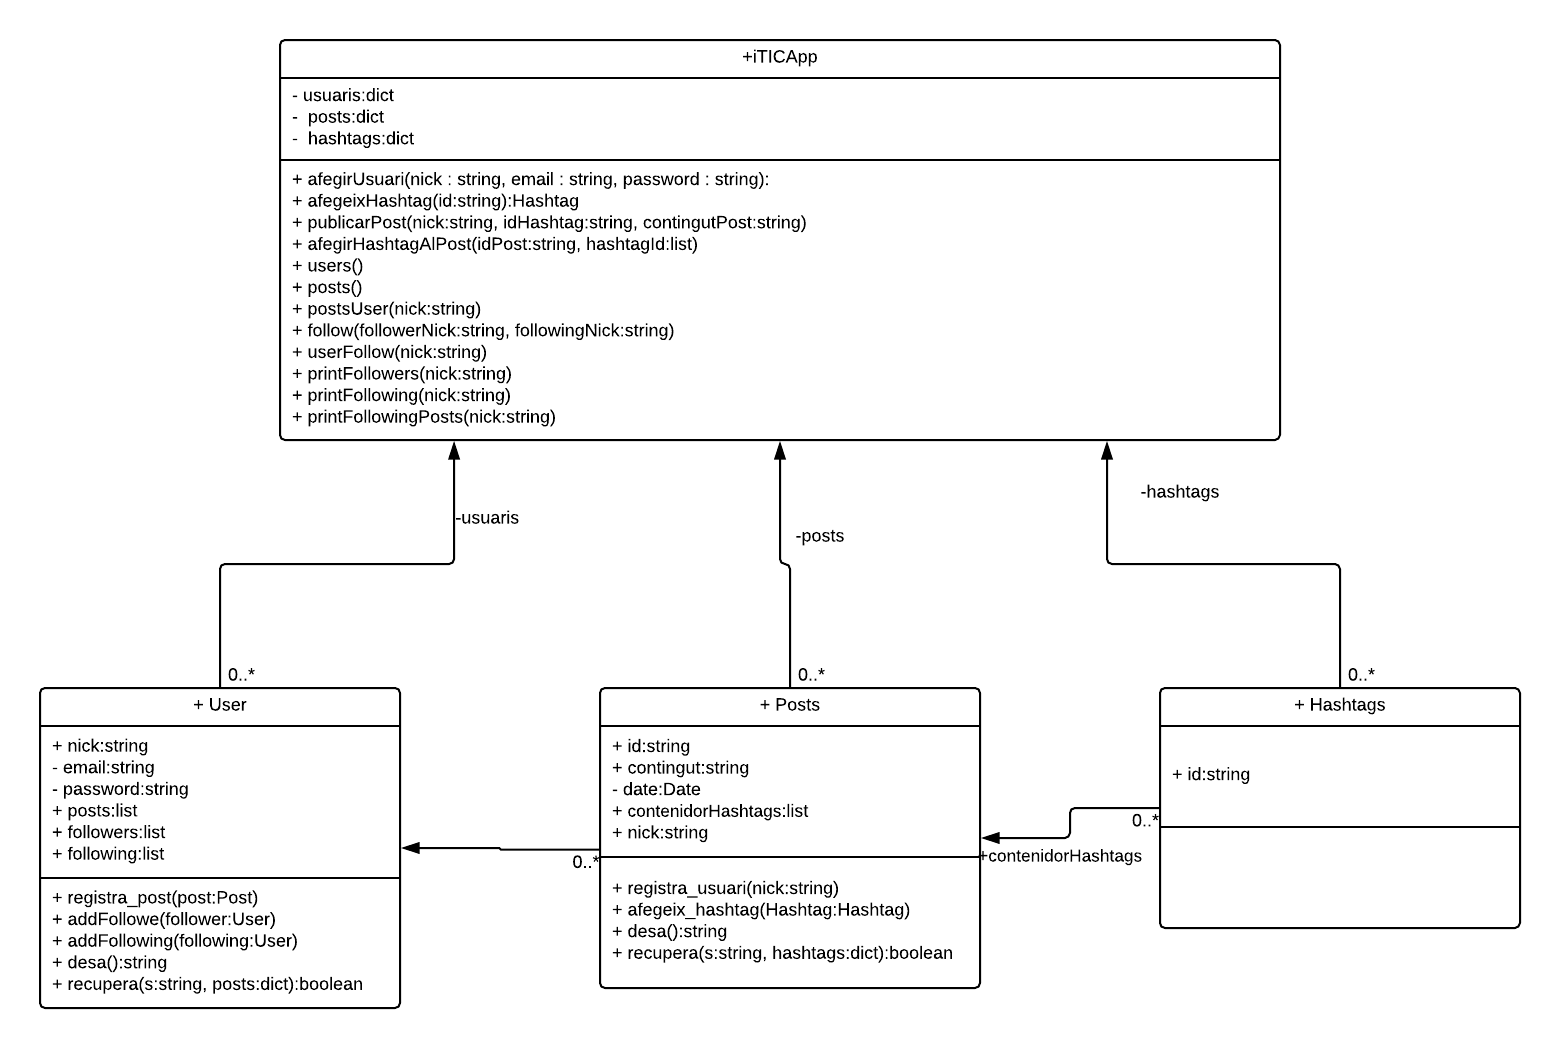 +iTICApp
- usuaris:dict
-  posts:dict
-  hashtags:dict
+ afegirUsuari(nick : string, email : string, password : string):
+ afegeixHashtag(id:string):Hashtag
+ publicarPost(nick:string, idHashtag:string, contingutPost:string)
+ afegirHashtagAlPost(idPost:string, hashtagId:list)
+ users()
+ posts()
+ postsUser(nick:string)
+ follow(followerNick:string, followingNick:string)
+ userFollow(nick:string)
+ printFollowers(nick:string)
+ printFollowing(nick:string)
+ printFollowingPosts(nick:string)
-usuaris
-posts
-hashtags
0..*
0..*
0..*
+ User
+ nick:string
- email:string
- password:string
+ posts:list
+ followers:list
+ following:list
+ registra_post(post:Post)
+ addFollowe(follower:User)
+ addFollowing(following:User)
+ desa():string
+ recupera(s:string, posts:dict):boolean
0..*
+ Posts
+ id:string
+ contingut:string
- date:Date
+ contenidorHashtags:list
+ nick:string
+ registra_usuari(nick:string)
+ afegeix_hashtag(Hashtag:Hashtag)
+ desa():string
+ recupera(s:string, hashtags:dict):boolean
0..*
+contenidorHashtags
+ Hashtags
+ id:string